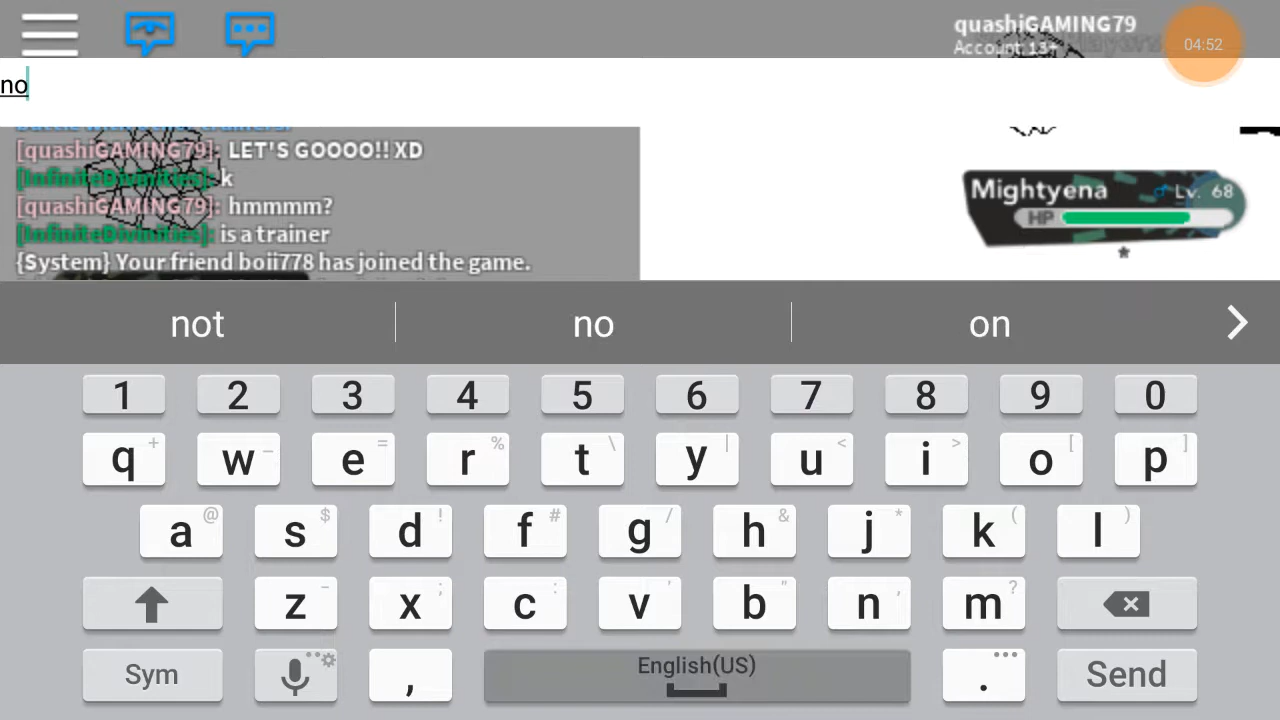 quashiGAMING79
Account: 13+
04:52
no
[quashiGAMING79]: LET'S GOOOO!! XD
[InfiniteDivinities]: k
[quashiGAMING79]: hmmmm?
[InfiniteDivinities]: is a trainer
{System} Your friend boii778 has joined the game.
Mightyena ♂ Lv. 68
HP
not no on
1 2 3 4 5 6 7 8 9 0
q + w _ e = r % t \ y | u < i > o [ p ]
a @ s $ d ! f # g / h & j * k ( l )
z - x ; c : v ' b " n , m ?
Sym , English(US) . Send